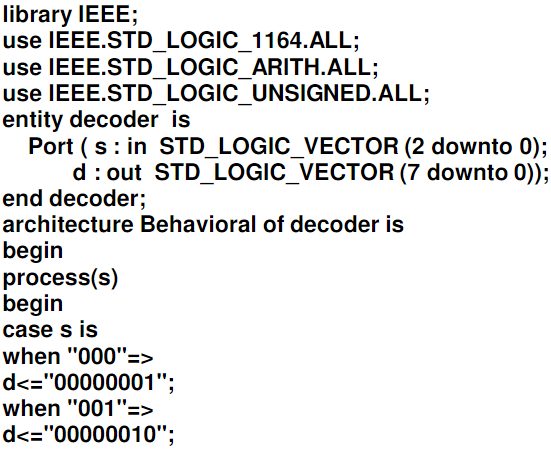 library IEEE;
use IEEE.STD_LOGIC_1164.ALL;
use IEEE.STD_LOGIC_ARITH.ALL;
use IEEE.STD_LOGIC_UNSIGNED.ALL;
entity decoder is
Port ( s : in STD_LOGIC_VECTOR (2 downto 0);
d : out STD_LOGIC_VECTOR (7 downto 0));
end decoder;
architecture Behavioral of decoder is
begin
process(s)
begin
case s is
when "000"=>
d<="00000001";
when "001"=>
d<="00000010";